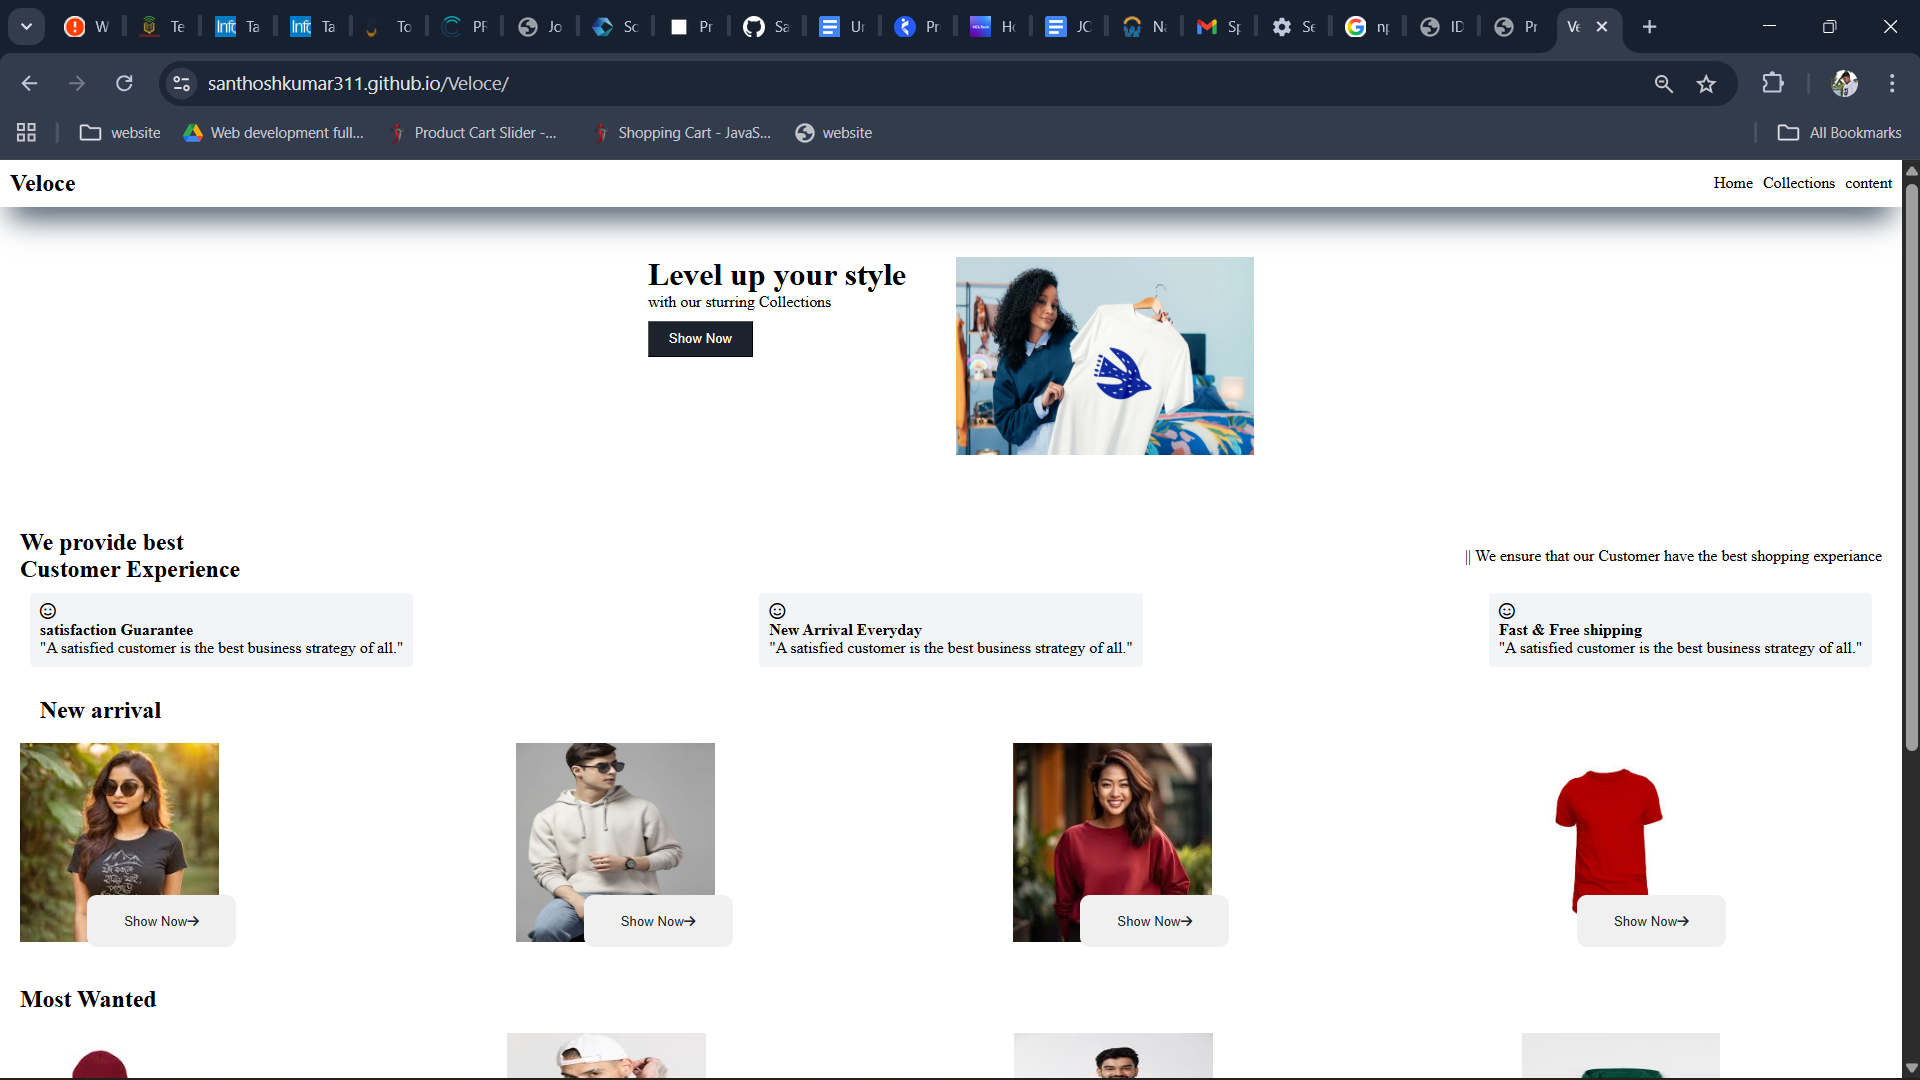 W
Te
Ta
Ta
To
PF
Jo
Sc
Pr
Sa
Ur
Pr
Ho
JC
Na
Sp
Se
np
ID
Pr
Ve
santhoshkumar311.github.io/Veloce/
website
Web development full...
Product Cart Slider -...
Shopping Cart - JavaS...
website
All Bookmarks
Veloce
Home Collections content
Level up your style
with our sturring Collections
Show Now
We provide best
Customer Experience
|| We ensure that our Customer have the best shopping experiance
satisfaction Guarantee
"A satisfied customer is the best business strategy of all."
New Arrival Everyday
"A satisfied customer is the best business strategy of all."
Fast & Free shipping
"A satisfied customer is the best business strategy of all."
New arrival
Show Now→
Show Now→
Show Now→
Show Now→
Most Wanted